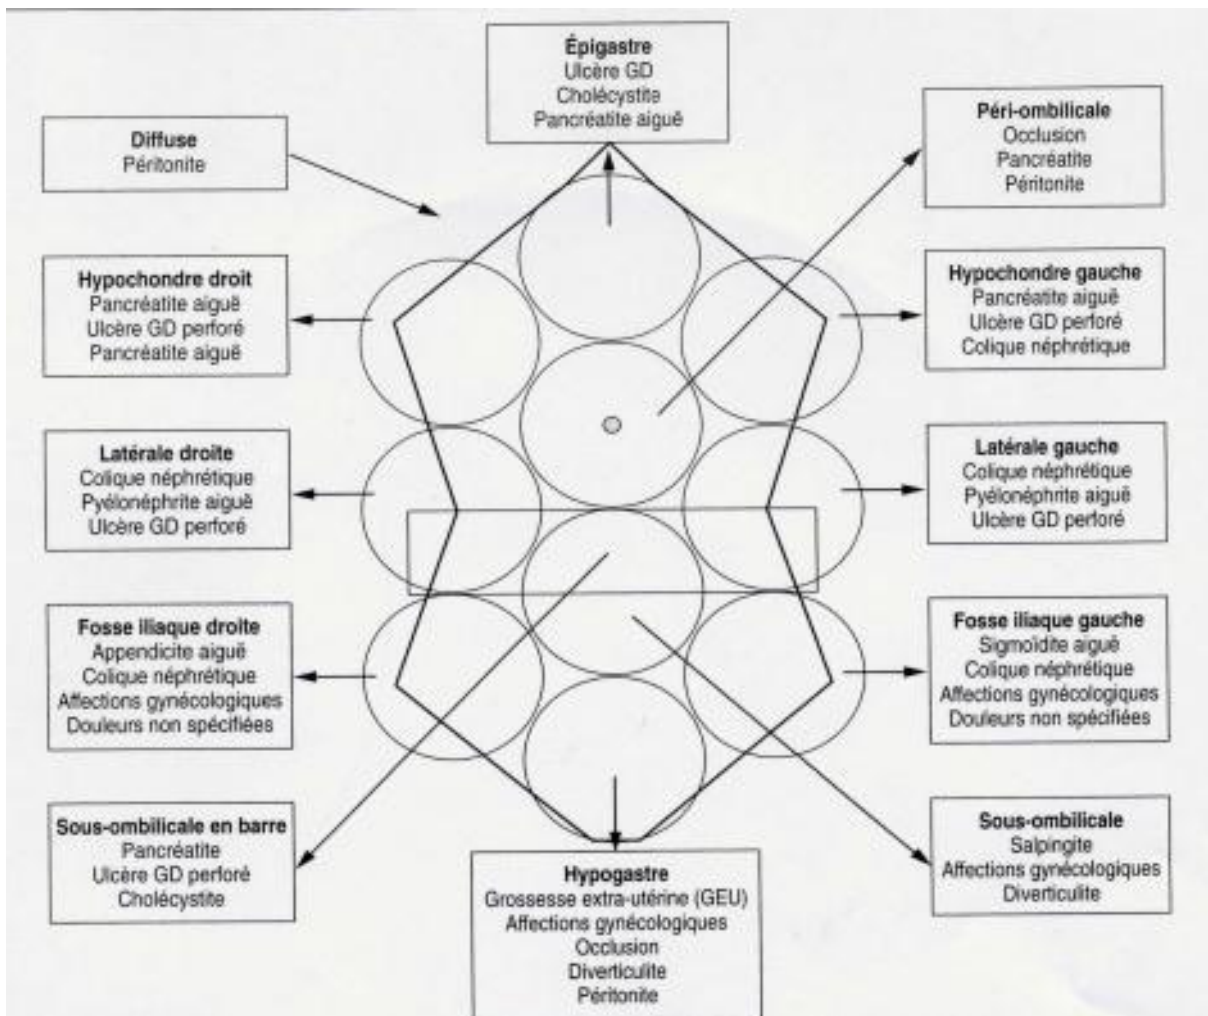 Épigastre
Ulcère GD
Cholécystite
Pancréatite aiguë
Diffuse
Péritonite
Péri-ombilicale
Occlusion
Pancréatite
Péritonite
Hypochondre droit
Pancréatite aiguë
Ulcère GD perforé
Pancréatite aiguë
Hypochondre gauche
Pancréatite aiguë
Ulcère GD perforé
Colique néphrétique
Latérale droite
Colique néphrétique
Pyélonéphrite aiguë
Ulcère GD perforé
Latérale gauche
Colique néphrétique
Pyélonéphrite aiguë
Ulcère GD perforé
Fosse iliaque droite
Appendicite aiguë
Colique néphrétique
Affections gynécologiques
Douleurs non spécifiées
Fosse iliaque gauche
Sigmoïdite aiguë
Colique néphrétique
Affections gynécologiques
Douleurs non spécifiées
Sous-ombilicale en barre
Pancréatite
Ulcère GD perforé
Cholécystite
Sous-ombilicale
Salpingite
Affections gynécologiques
Diverticulite
Hypogastre
Grossesse extra-utérine (GEU)
Affections gynécologiques
Occlusion
Diverticulite
Péritonite